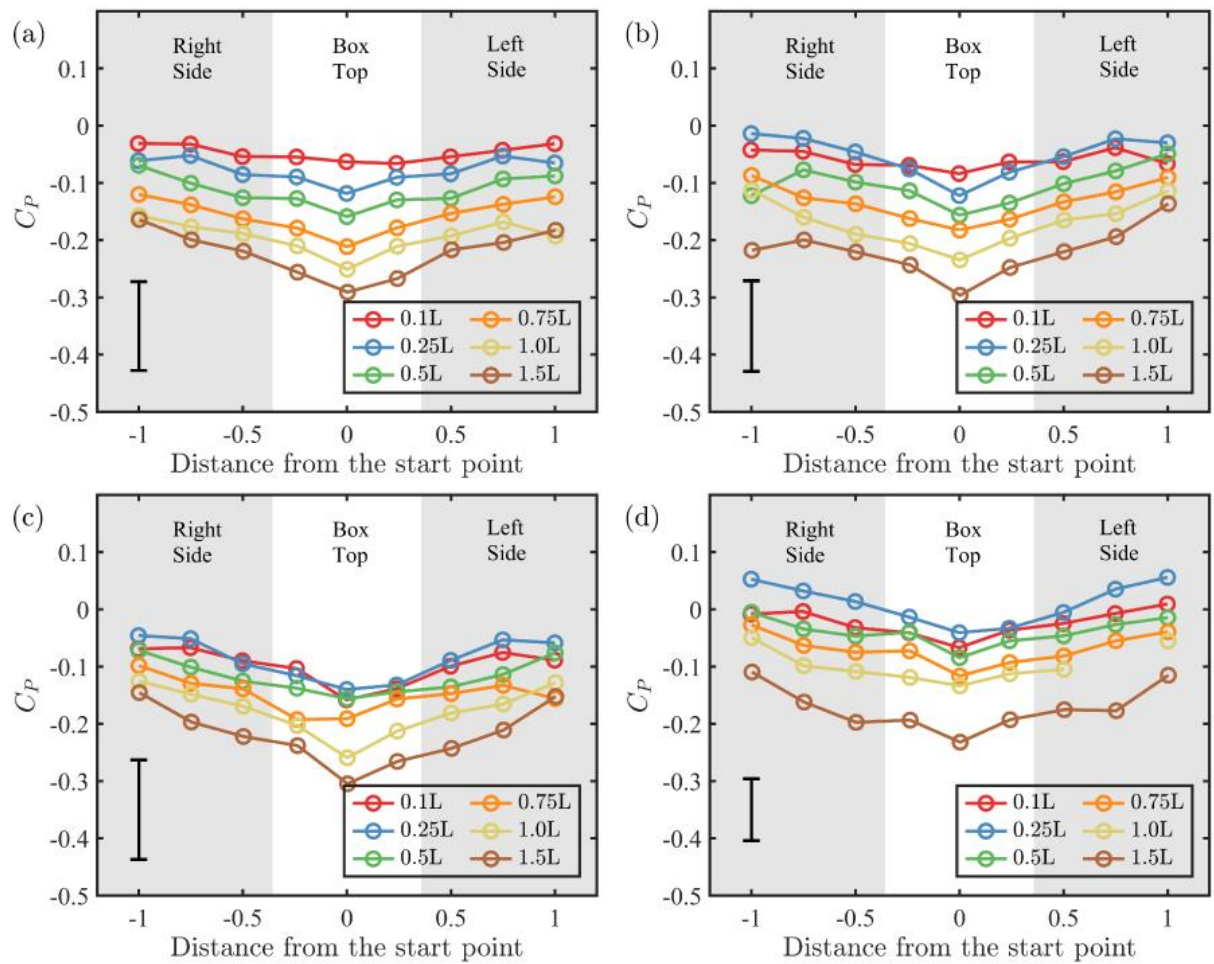 (a)
Right
Side
Box
Top
Left
Side
0.1
0
-0.1
-0.2
-0.3
-0.4
-0.5
C_P
0.1L
0.75L
0.25L
1.0L
0.5L
1.5L
-1
-0.5
0
0.5
1
Distance from the start point
(b)
Right
Side
Box
Top
Left
Side
0.1
0
-0.1
-0.2
-0.3
-0.4
-0.5
C_P
0.1L
0.75L
0.25L
1.0L
0.5L
1.5L
-1
-0.5
0
0.5
1
Distance from the start point
(c)
Right
Side
Box
Top
Left
Side
0.1
0
-0.1
-0.2
-0.3
-0.4
-0.5
C_P
0.1L
0.75L
0.25L
1.0L
0.5L
1.5L
-1
-0.5
0
0.5
1
Distance from the start point
(d)
Right
Side
Box
Top
Left
Side
0.1
0
-0.1
-0.2
-0.3
-0.4
-0.5
C_P
0.1L
0.75L
0.25L
1.0L
0.5L
1.5L
-1
-0.5
0
0.5
1
Distance from the start point